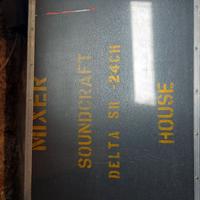 MIXER
SOUNDCRAFT
DELTA SR -24CH
HOUSE